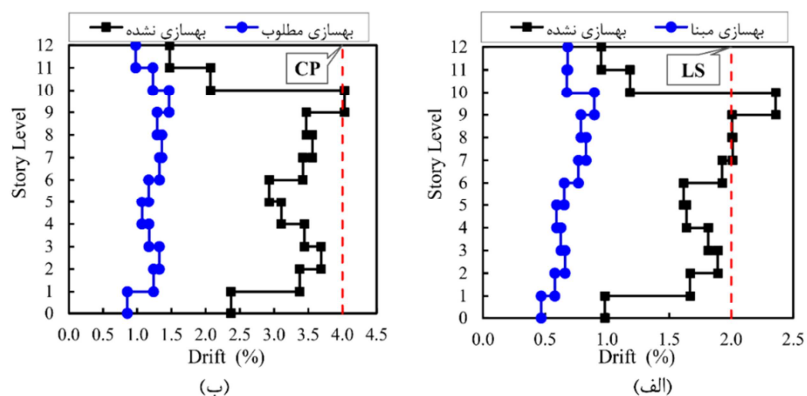 بهسازی نشده بهسازی مطلوب
CP
Story Level
12
11
10
9
8
7
6
5
4
3
2
1
0
0.0 0.5 1.0 1.5 2.0 2.5 3.0 3.5 4.0 4.5
Drift (%)
(ب)
بهسازی نشده بهسازی مبنا
LS
Story Level
12
11
10
9
8
7
6
5
4
3
2
1
0
0.0 0.5 1.0 1.5 2.0 2.5
Drift (%)
(الف)